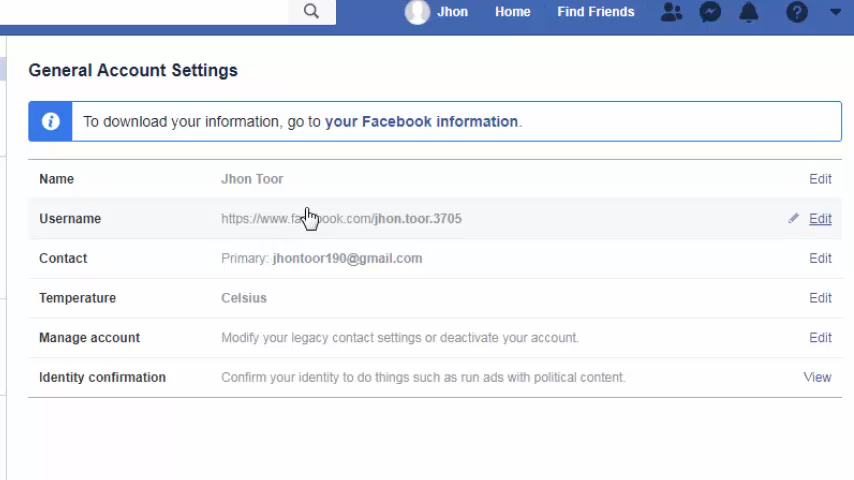 Jhon Home Find Friends
General Account Settings
To download your information, go to your Facebook information.
Name Jhon Toor Edit
Username https://www.facebook.com/jhon.toor.3705 Edit
Contact Primary: jhontoor190@gmail.com Edit
Temperature Celsius Edit
Manage account Modify your legacy contact settings or deactivate your account. Edit
Identity confirmation Confirm your identity to do things such as run ads with political content. View